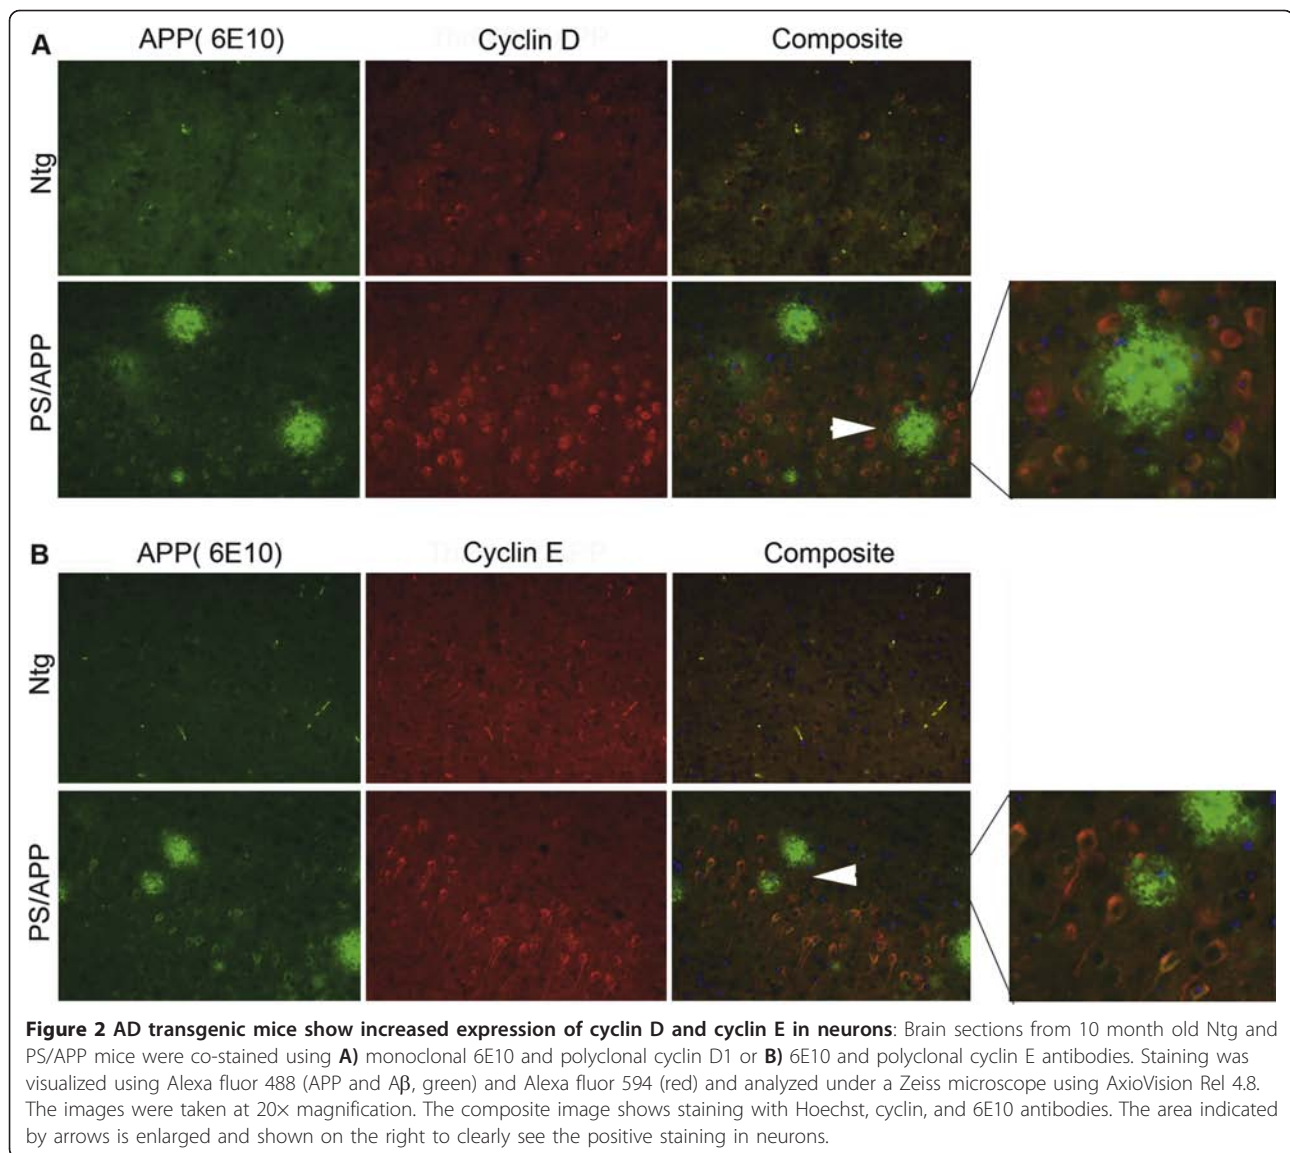 A
APP( 6E10)
Cyclin D
Composite
Ntg
PS/APP
B
APP( 6E10)
Cyclin E
Composite
Ntg
PS/APP
Figure 2 AD transgenic mice show increased expression of cyclin D and cyclin E in neurons: Brain sections from 10 month old Ntg and
PS/APP mice were co-stained using A) monoclonal 6E10 and polyclonal cyclin D1 or B) 6E10 and polyclonal cyclin E antibodies. Staining was
visualized using Alexa fluor 488 (APP and Aβ, green) and Alexa fluor 594 (red) and analyzed under a Zeiss microscope using AxioVision Rel 4.8.
The images were taken at 20× magnification. The composite image shows staining with Hoechst, cyclin, and 6E10 antibodies. The area indicated
by arrows is enlarged and shown on the right to clearly see the positive staining in neurons.